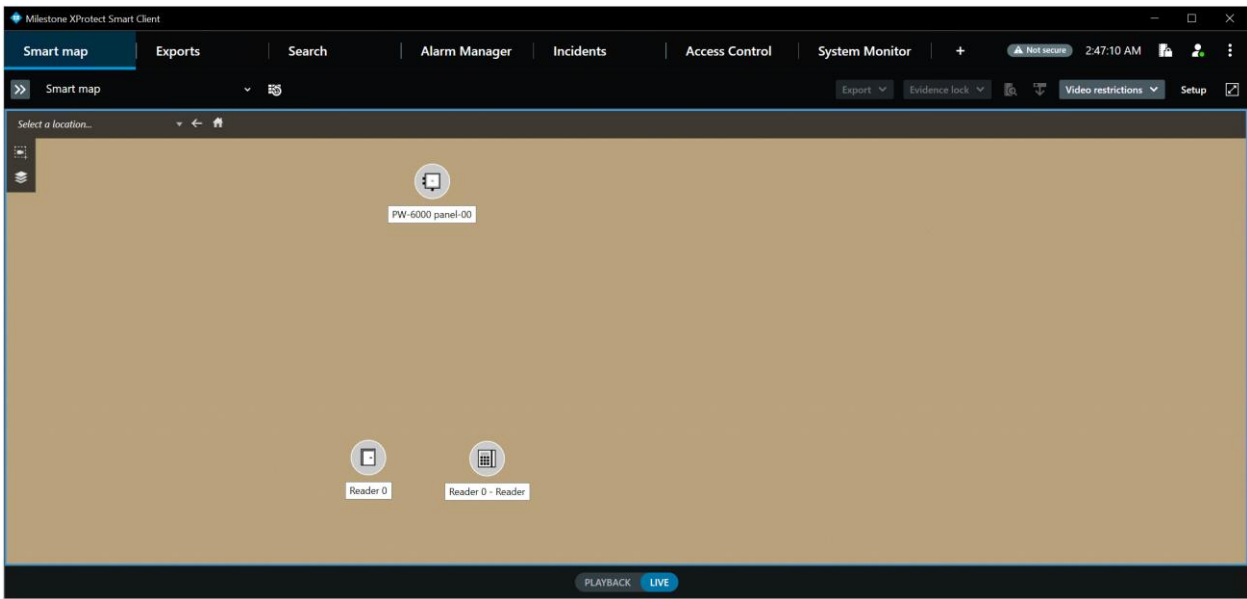 Milestone XProtect Smart Client
Smart map Exports Search Alarm Manager Incidents Access Control System Monitor + Not secure 2:47:10 AM
Smart map Export Evidence lock Video restrictions Setup
Select a location...
PW-6000 panel-00
Reader 0 Reader 0 - Reader
PLAYBACK LIVE